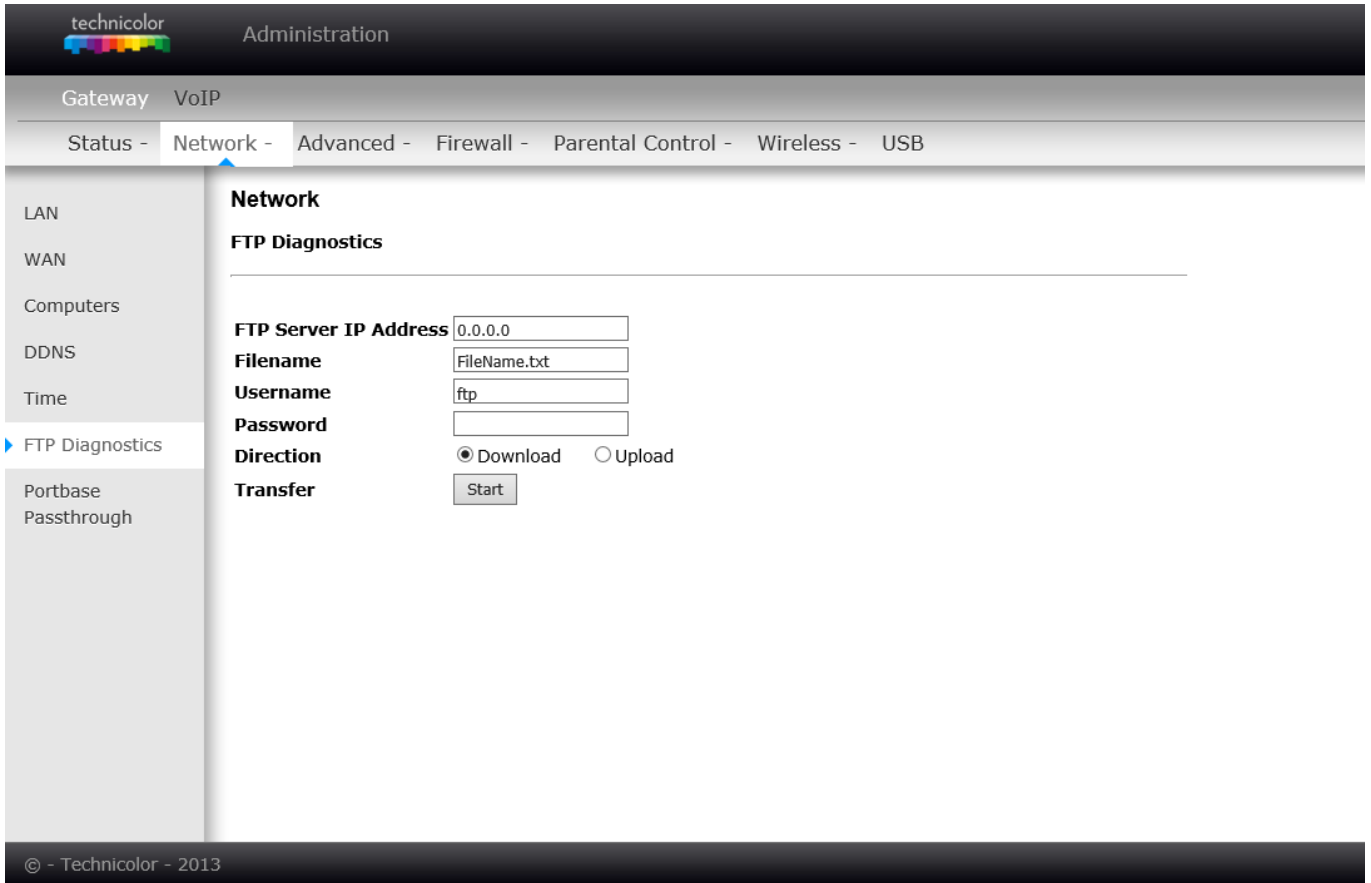 technicolor
Administration
Gateway VoIP
Status - Network - Advanced - Firewall - Parental Control - Wireless - USB
LAN
WAN
Computers
DDNS
Time
FTP Diagnostics
Portbase
Passthrough
Network
FTP Diagnostics
FTP Server IP Address 0.0.0.0
Filename FileName.txt
Username ftp
Password
Direction Download Upload
Transfer Start
© - Technicolor - 2013